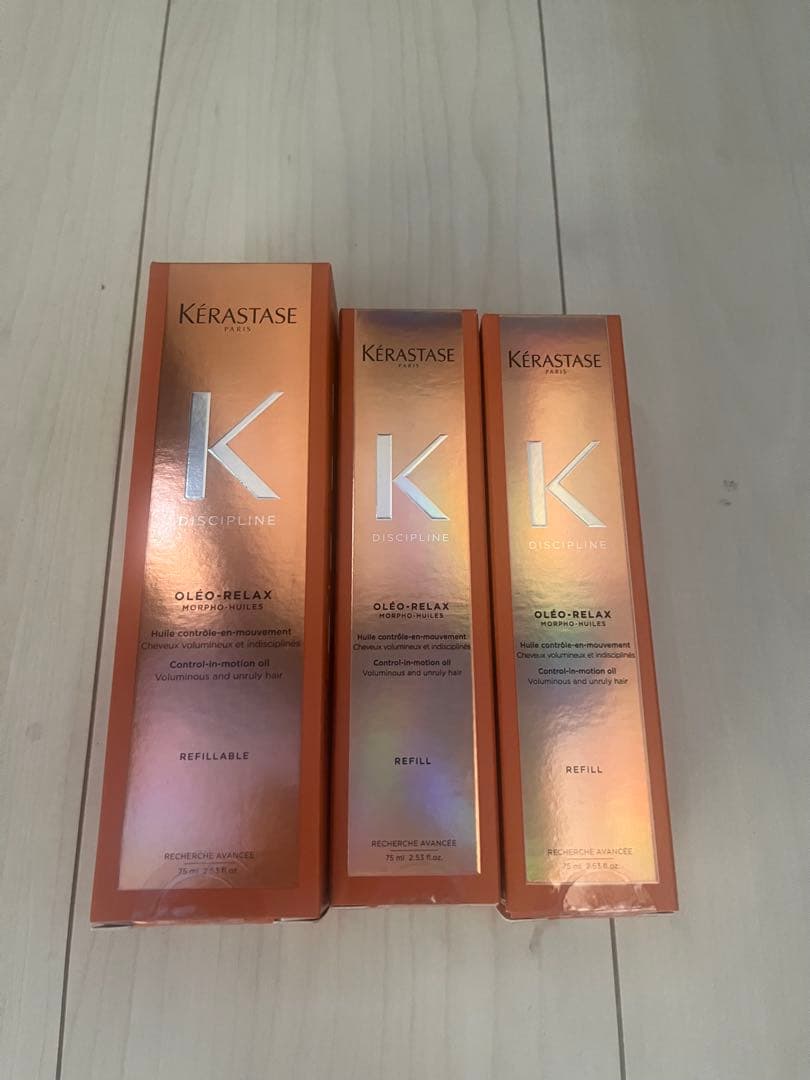 KÉRASTASE
PARIS
K
DISCIPLINE
OLÉO-RELAX
MORPHO-HUILES
Huile contrôle-en-mouvement
Cheveux volumineux et indisciplinés
Control-in-motion oil
Voluminous and unruly hair
REFILLABLE
RECHERCHE AVANCÉE
75 ml 2.53 fl.oz.
KÉRASTASE
PARIS
K
DISCIPLINE
OLÉO-RELAX
MORPHO-HUILES
Huile contrôle-en-mouvement
Cheveux volumineux et indisciplinés
Control-in-motion oil
Voluminous and unruly hair
REFILL
RECHERCHE AVANCÉE
75 ml 2.53 fl.oz.
KÉRASTASE
PARIS
K
DISCIPLINE
OLÉO-RELAX
MORPHO-HUILES
Huile contrôle-en-mouvement
Cheveux volumineux et indisciplinés
Control-in-motion oil
Voluminous and unruly hair
REFILL
RECHERCHE AVANCÉE
75 ml 2.53 fl.oz.